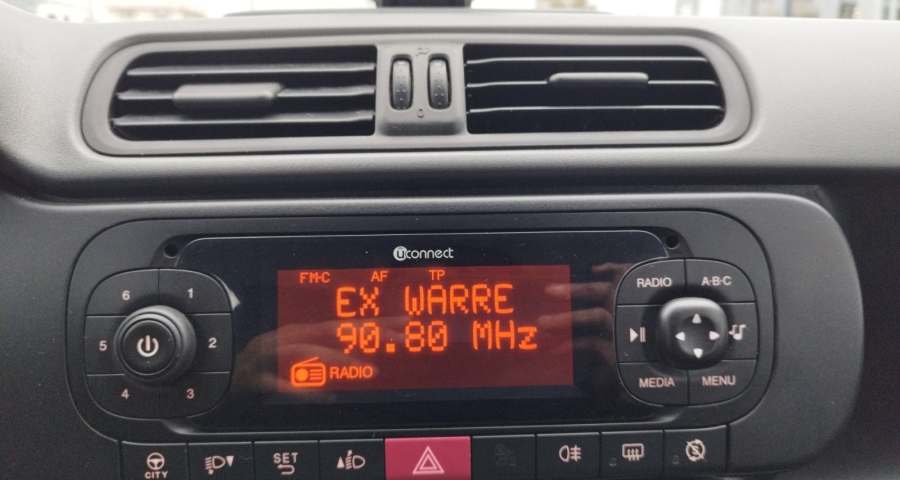 uconnect
FM-C AF TP
EX WARRE
90.80 MHz
RADIO
6 1
5 2
4 3
RADIO A·B·C
MEDIA MENU
CITY
SET